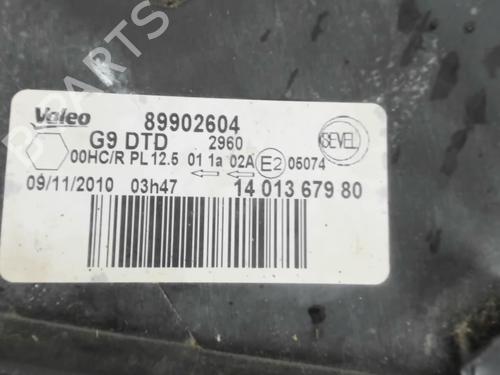 Valeo 89902604
G9 DTD 2960 SEVEL
00HC/R PL 12.5 01 1a 02A E2 05074
09/11/2010 03h47 14 013 679 80
PARTS